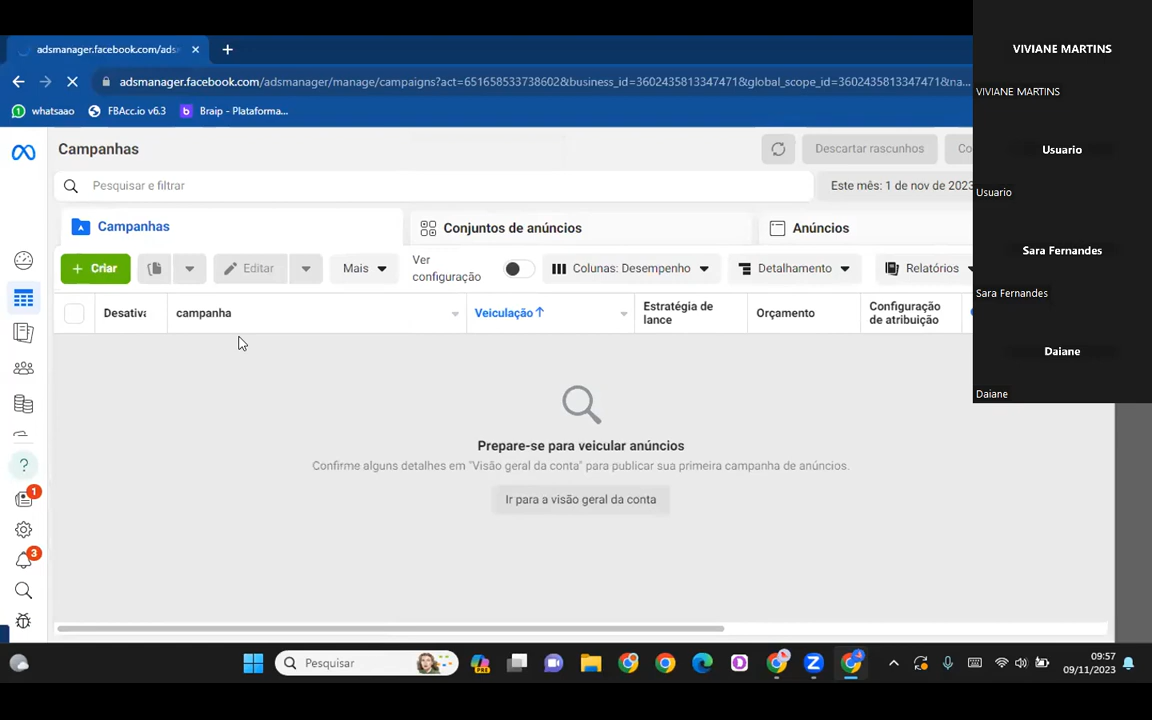 adsmanager.facebook.com/ads
adsmanager.facebook.com/adsmanager/manage/campaigns?act=651658533738602&business_id=3602435813347471&global_scope_id=3602435813347471&na...
whatsaao
FBAcc.io v6.3
Braip - Plataforma...
VIVIANE MARTINS
VIVIANE MARTINS
Usuario
Usuario
Sara Fernandes
Sara Fernandes
Daiane
Daiane
Campanhas
Descartar rascunhos
Co
Pesquisar e filtrar
Este mês: 1 de nov de 2023
Campanhas
Conjuntos de anúncios
Anúncios
+ Criar
Editar
Mais
Ver
configuração
Colunas: Desempenho
Detalhamento
Relatórios
Desativa
campanha
Veiculação↑
Estratégia de
lance
Orçamento
Configuração
de atribuição
Prepare-se para veicular anúncios
Confirme alguns detalhes em "Visão geral da conta" para publicar sua primeira campanha de anúncios.
Ir para a visão geral da conta
?
1
3
Pesquisar
09:57
09/11/2023